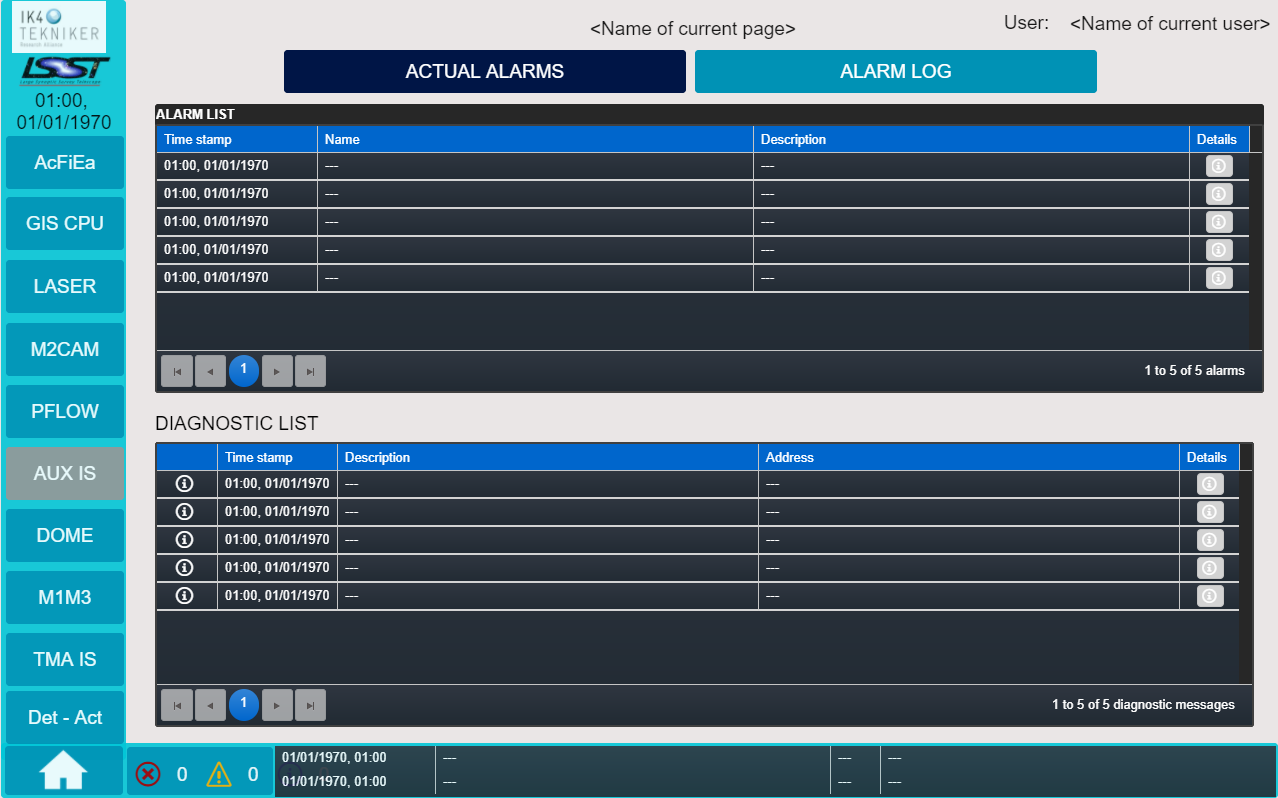 IK4
TEKNIKER
Research Alliance
LSST
Large Synoptic Survey Telescope
01:00,
01/01/1970
<Name of current page>
User: <Name of current user>
ACTUAL ALARMS
ALARM LOG
AcFiEa
GIS CPU
LASER
M2CAM
PFLOW
AUX IS
DOME
M1M3
TMA IS
Det - Act
ALARM LIST
Time stamp Name Description Details
01:00, 01/01/1970 --- ---
01:00, 01/01/1970 --- ---
01:00, 01/01/1970 --- ---
01:00, 01/01/1970 --- ---
01:00, 01/01/1970 --- ---
1 1 to 5 of 5 alarms
DIAGNOSTIC LIST
Time stamp Description Address Details
01:00, 01/01/1970 --- ---
01:00, 01/01/1970 --- ---
01:00, 01/01/1970 --- ---
01:00, 01/01/1970 --- ---
01:00, 01/01/1970 --- ---
1 1 to 5 of 5 diagnostic messages
0 0
01/01/1970, 01:00 --- --- ---
01/01/1970, 01:00 --- --- ---